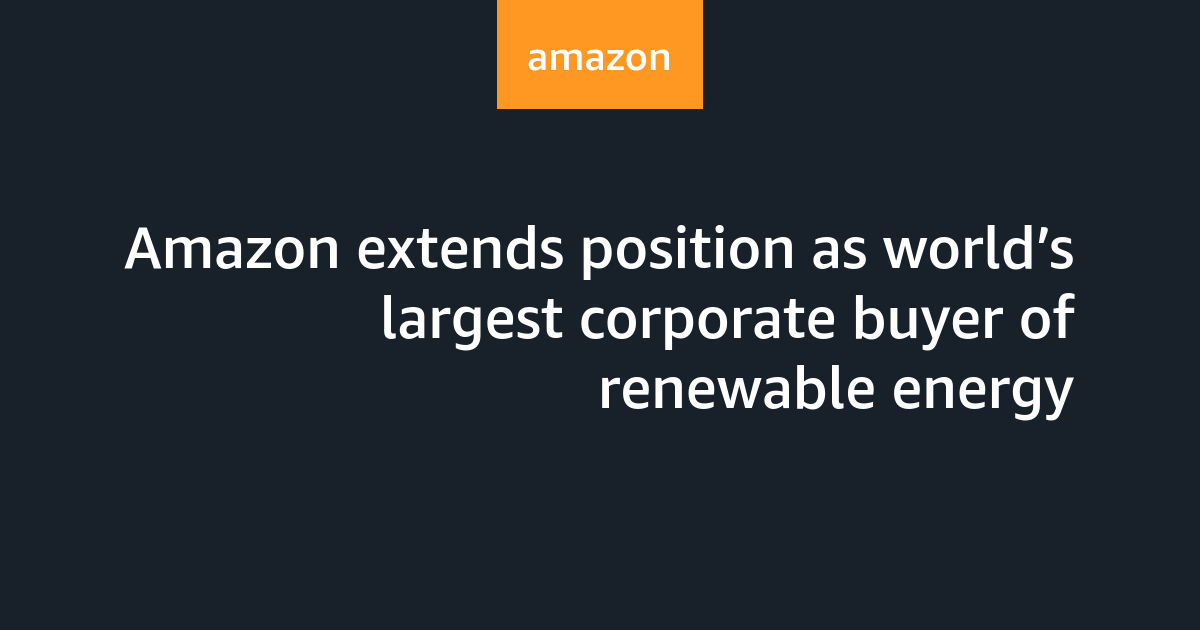 amazon
Amazon extends position as world’s
largest corporate buyer of
renewable energy